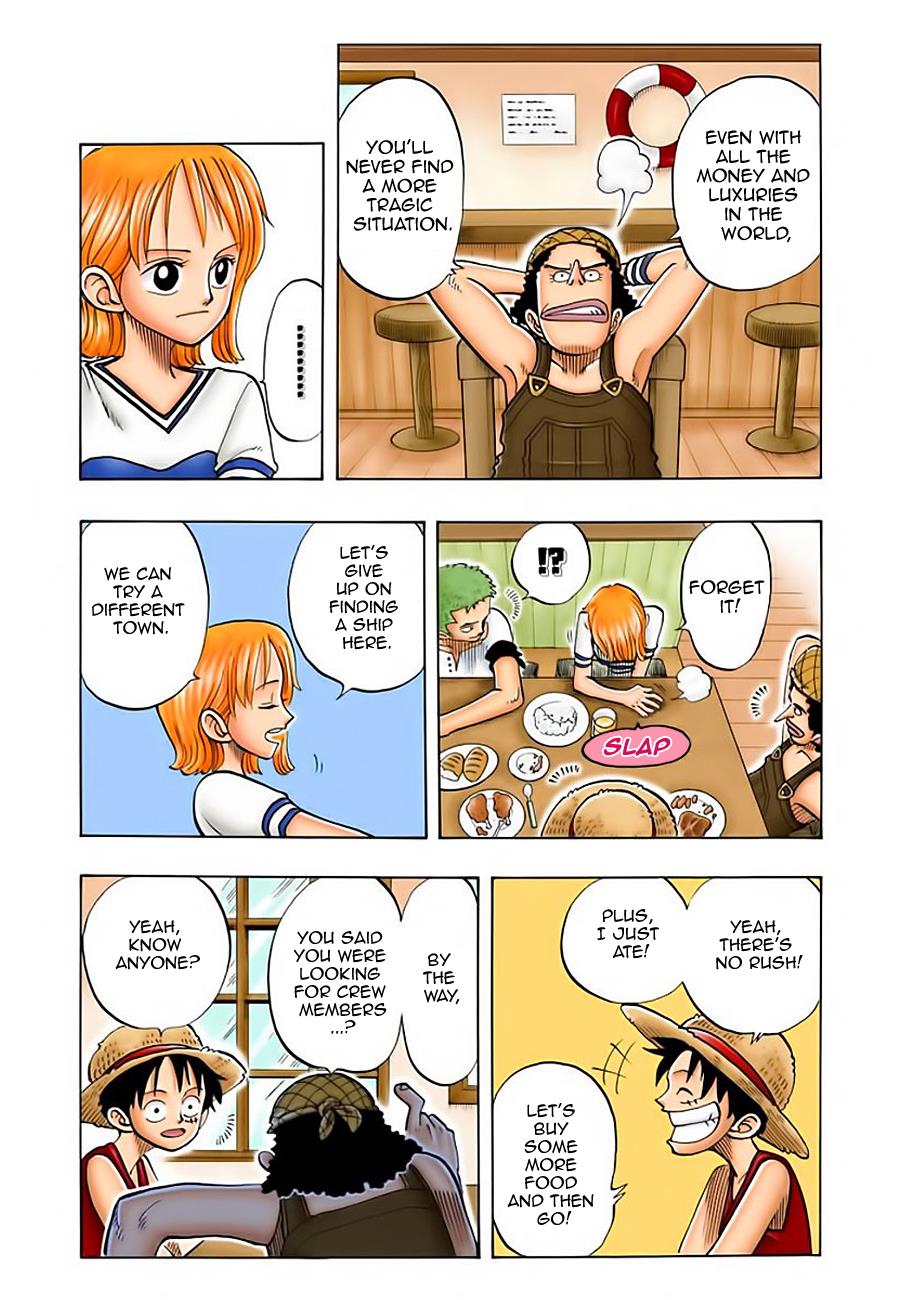 EVEN WITH
ALL THE
MONEY AND
LUXURIES
IN THE
WORLD,
YOU'LL
NEVER FIND
A MORE
TRAGIC
SITUATION.
..........
FORGET
IT!
!?
SLAP
LET'S
GIVE
UP ON
FINDING
A SHIP
HERE.
WE CAN
TRY A
DIFFERENT
TOWN.
YEAH,
THERE'S
NO RUSH!
PLUS,
I JUST
ATE!
LET'S
BUY
SOME
MORE
FOOD
AND THEN
GO!
BY
THE
WAY,
YOU SAID
YOU WERE
LOOKING
FOR CREW
MEMBERS
...?
YEAH,
KNOW
ANYONE?